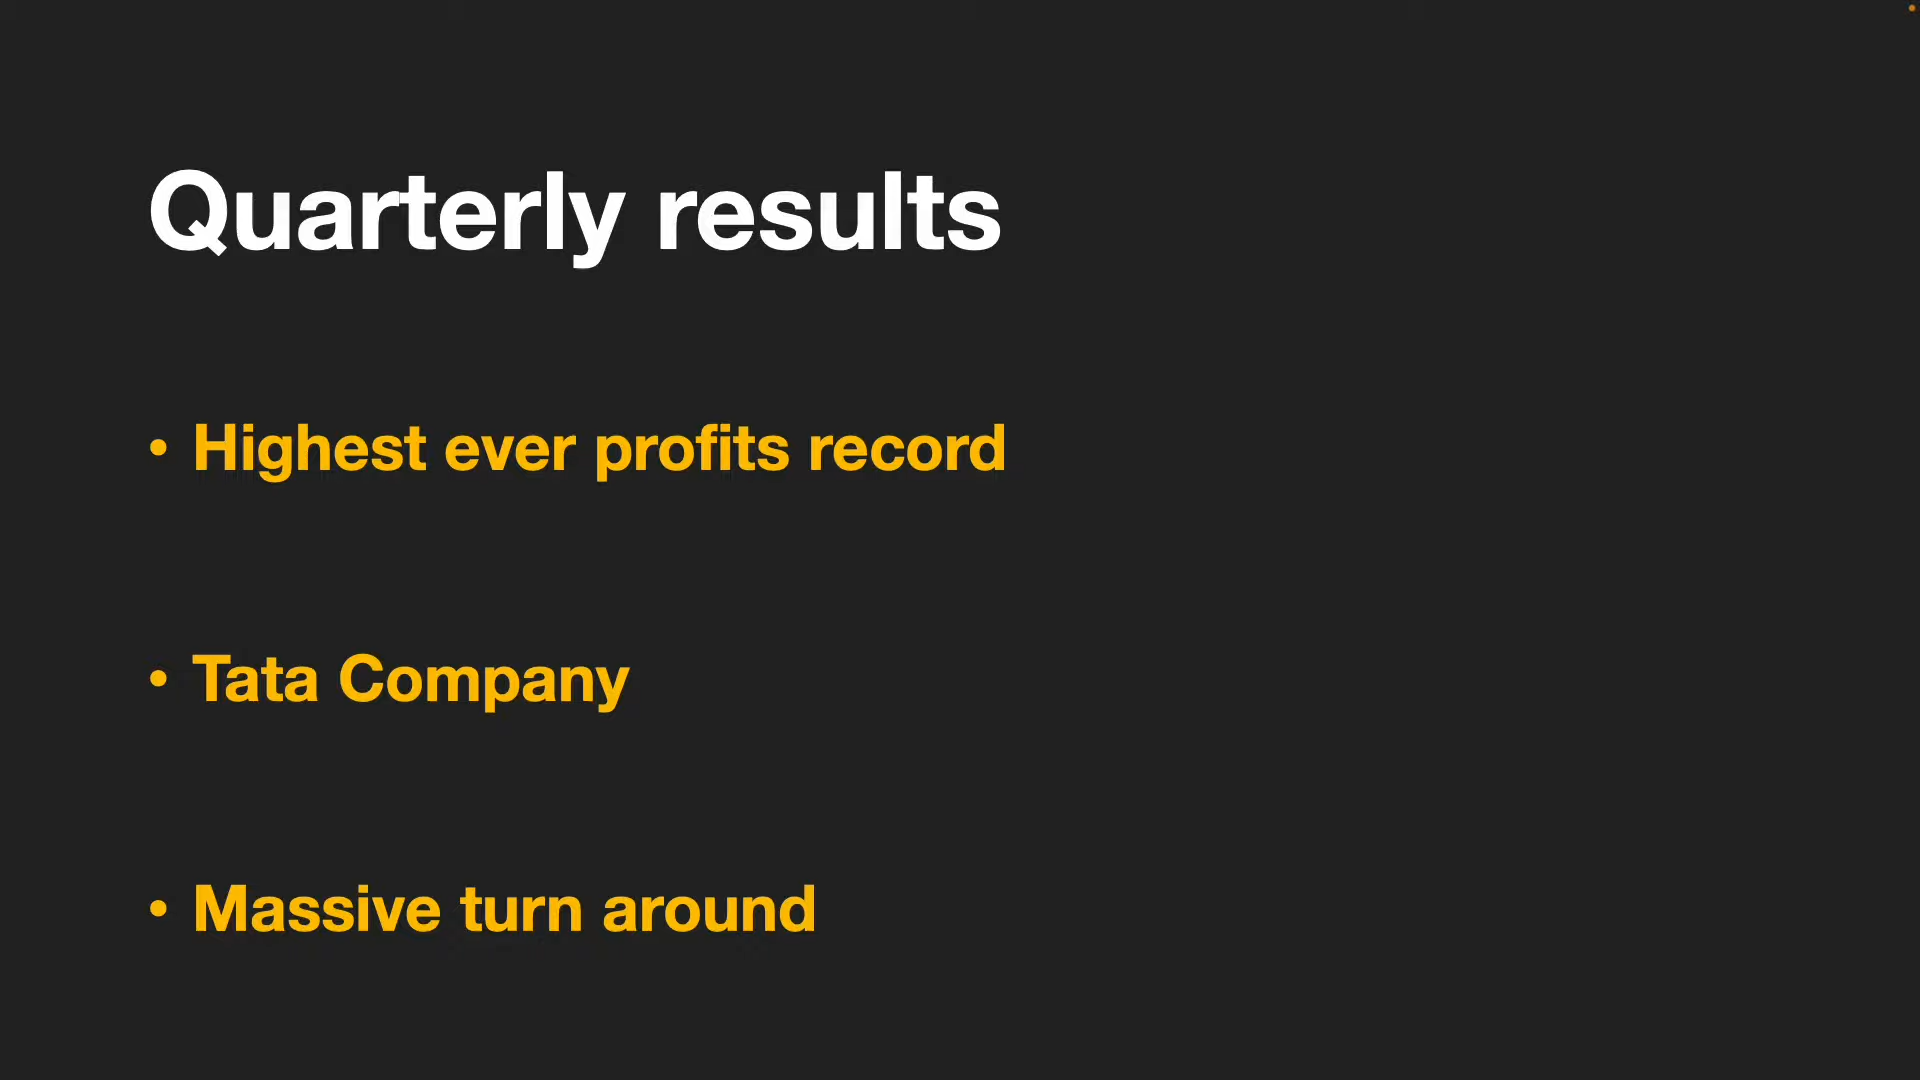 Quarterly results
• Highest ever profits record
• Tata Company
• Massive turn around